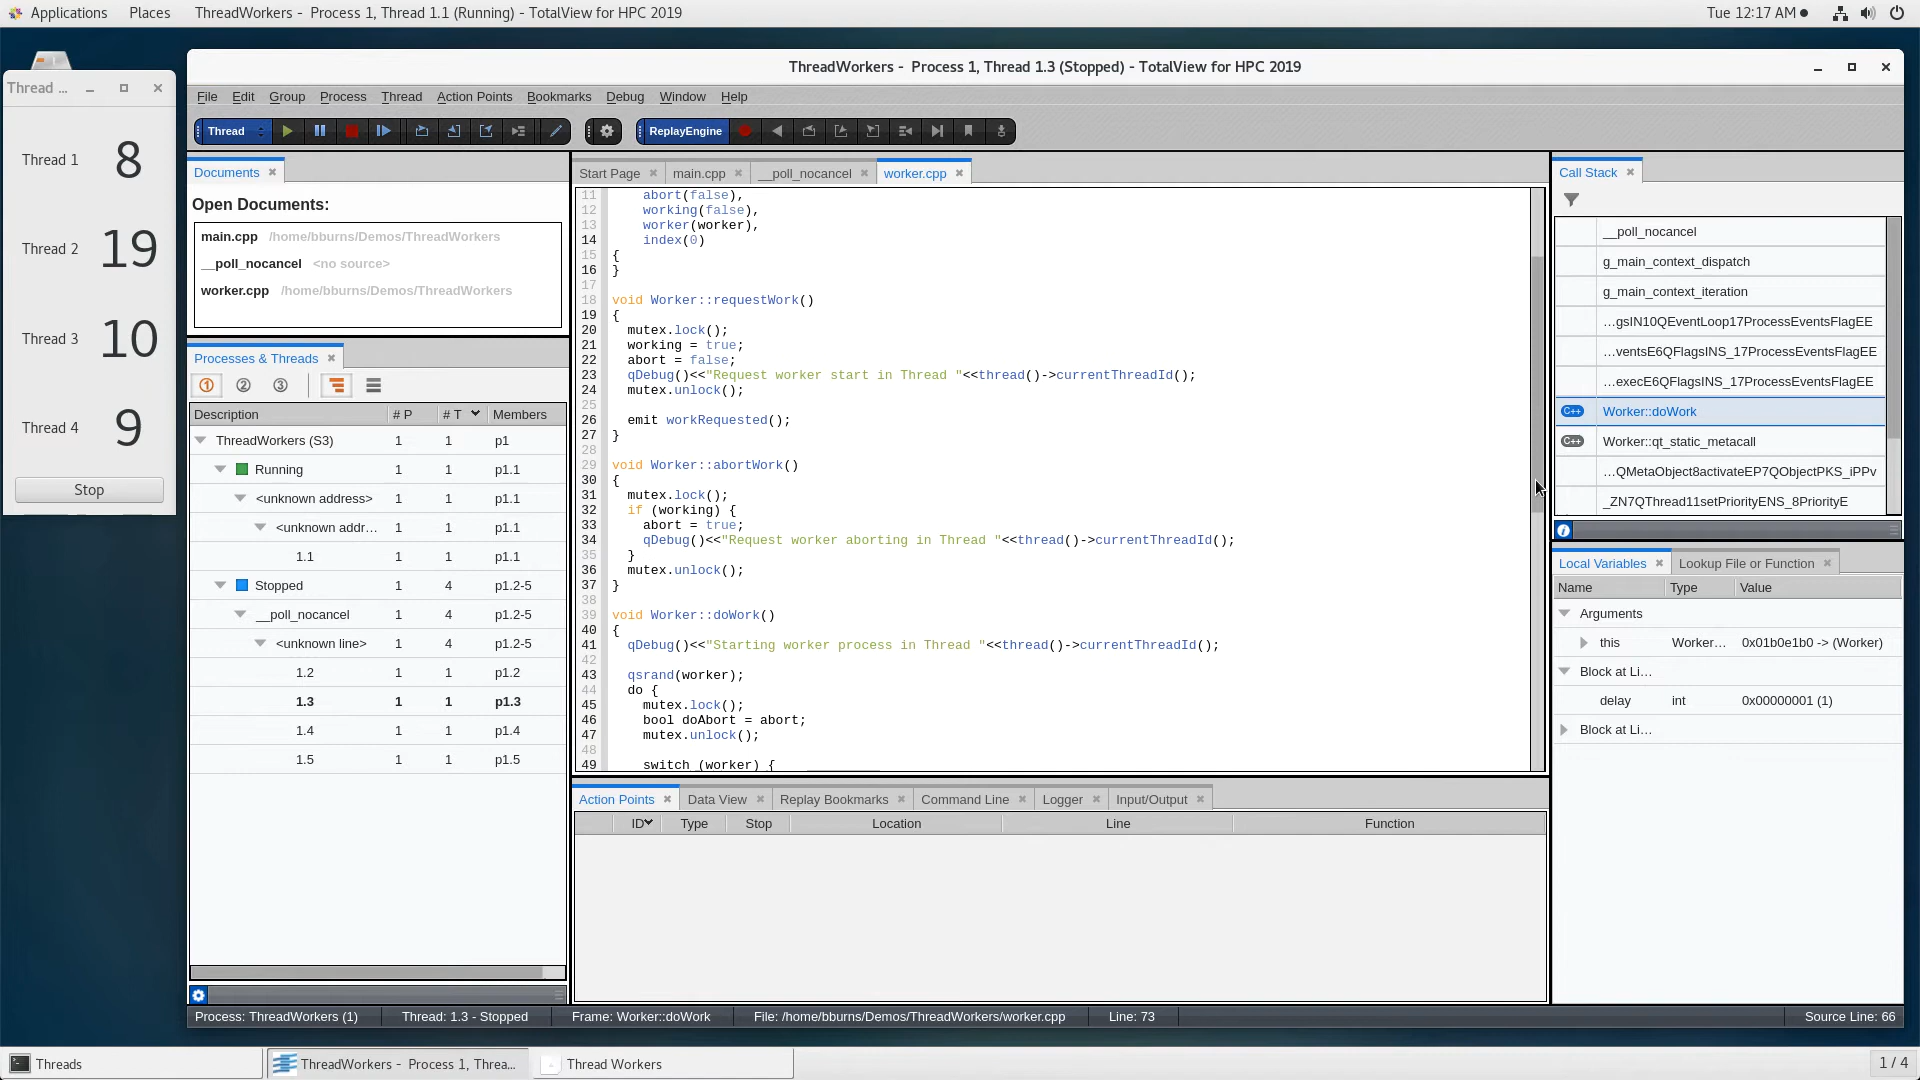 Applications Places ThreadWorkers - Process 1, Thread 1.1 (Running) - TotalView for HPC 2019 Tue 12:17 AM
Thread ...
Thread 1 8
Thread 2 19
Thread 3 10
Thread 4 9
Stop
ThreadWorkers - Process 1, Thread 1.3 (Stopped) - TotalView for HPC 2019
File Edit Group Process Thread Action Points Bookmarks Debug Window Help
Thread ReplayEngine
Documents
Open Documents:
main.cpp /home/bburns/Demos/ThreadWorkers
__poll_nocancel <no source>
worker.cpp /home/bburns/Demos/ThreadWorkers
Processes & Threads
1 2 3
Description # P # T Members
ThreadWorkers (S3) 1 1 p1
Running 1 1 p1.1
<unknown address> 1 1 p1.1
<unknown addr... 1 1 p1.1
1.1 1 1 p1.1
Stopped 1 4 p1.2-5
__poll_nocancel 1 4 p1.2-5
<unknown line> 1 4 p1.2-5
1.2 1 1 p1.2
1.3 1 1 p1.3
1.4 1 1 p1.4
1.5 1 1 p1.5
Start Page main.cpp __poll_nocancel worker.cpp
11 abort(false),
12 working(false),
13 worker(worker),
14 index(0)
15 {
16 }
17
18 void Worker::requestWork()
19 {
20 mutex.lock();
21 working = true;
22 abort = false;
23 qDebug()<<"Request worker start in Thread "<<thread()->currentThreadId();
24 mutex.unlock();
25
26 emit workRequested();
27 }
28
29 void Worker::abortWork()
30 {
31 mutex.lock();
32 if (working) {
33 abort = true;
34 qDebug()<<"Request worker aborting in Thread "<<thread()->currentThreadId();
35 }
36 mutex.unlock();
37 }
38
39 void Worker::doWork()
40 {
41 qDebug()<<"Starting worker process in Thread "<<thread()->currentThreadId();
42
43 qsrand(worker);
44 do {
45 mutex.lock();
46 bool doAbort = abort;
47 mutex.unlock();
48
49 switch (worker) {
Action Points Data View Replay Bookmarks Command Line Logger Input/Output
ID Type Stop Location Line Function
Call Stack
__poll_nocancel
g_main_context_dispatch
g_main_context_iteration
...gsIN10QEventLoop17ProcessEventsFlagEE
...ventsE6QFlagsINS_17ProcessEventsFlagEE
...execE6QFlagsINS_17ProcessEventsFlagEE
C++ Worker::doWork
C++ Worker::qt_static_metacall
...QMetaObject8activateEP7QObjectPKS_iPPv
_ZN7QThread11setPriorityENS_8PriorityE
Local Variables Lookup File or Function
Name Type Value
Arguments
this Worker... 0x01b0e1b0 -> (Worker)
Block at Li...
delay int 0x00000001 (1)
Block at Li...
Process: ThreadWorkers (1) Thread: 1.3 - Stopped Frame: Worker::doWork File: /home/bburns/Demos/ThreadWorkers/worker.cpp Line: 73 Source Line: 66
Threads ThreadWorkers - Process 1, Threa... Thread Workers 1 / 4